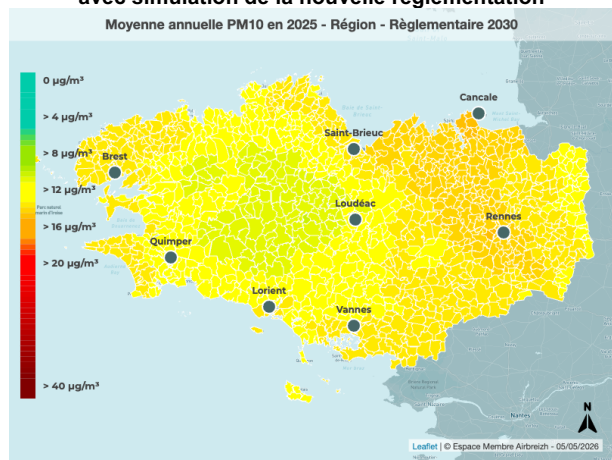 avec simulation de la nouvelle réglementation
Moyenne annuelle PM10 en 2025 - Région - Règlementaire 2030
0 µg/m³
> 4 µg/m³
> 8 µg/m³
> 12 µg/m³
> 16 µg/m³
> 20 µg/m³
> 40 µg/m³
Cancale
Saint-Brieuc
Brest
Loudéac
Rennes
Quimper
Lorient
Vannes
Nantes
N
Leaflet | © Espace Membre Airbreizh - 05/05/2026